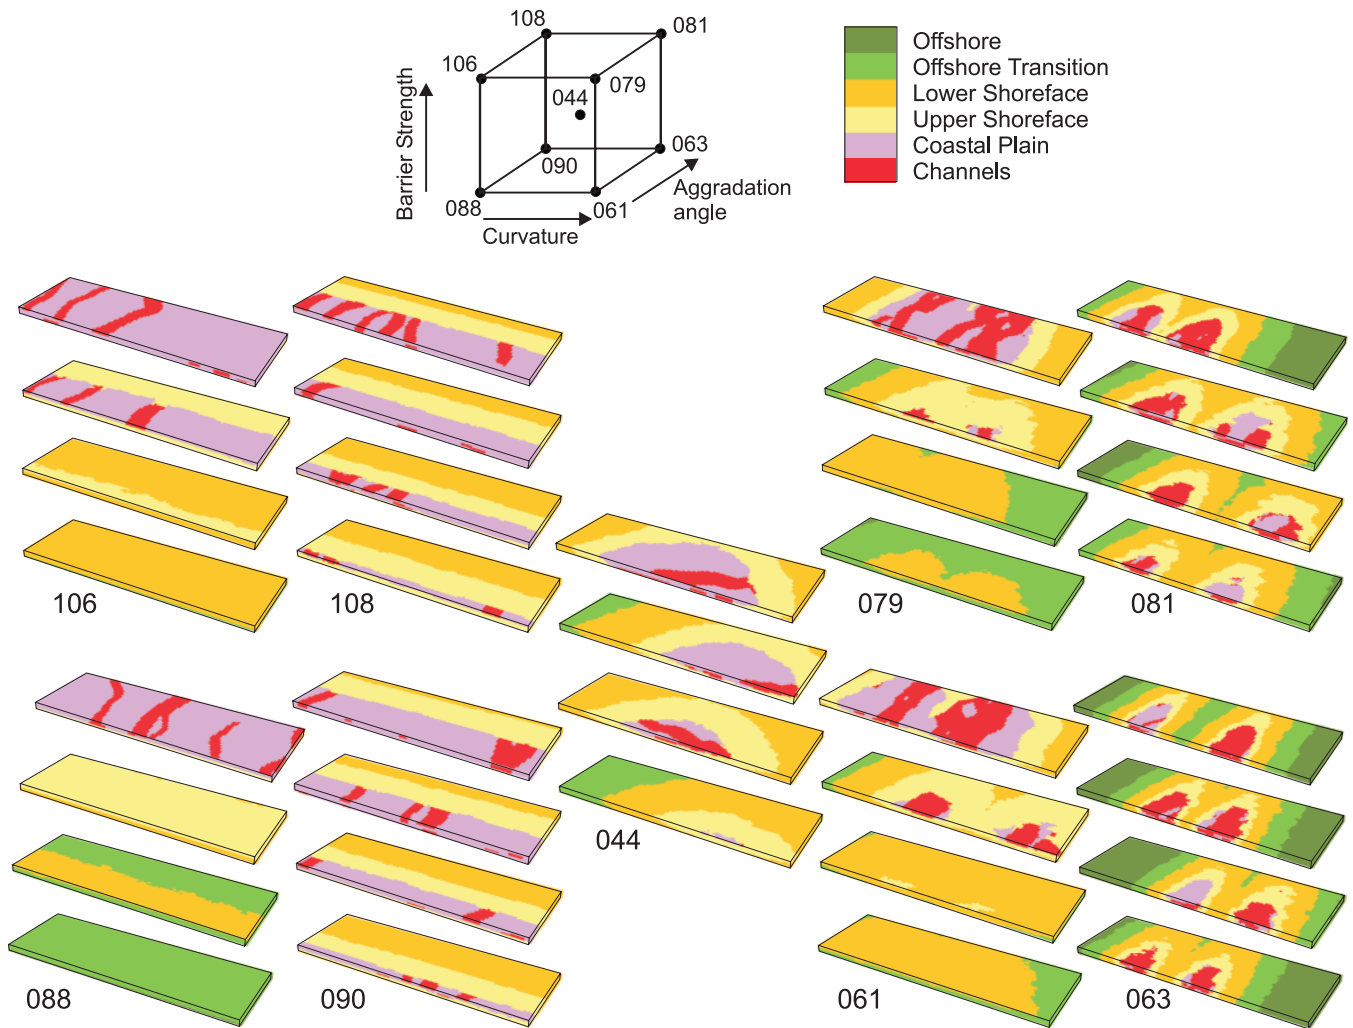 108
081
106
079
044
090
063
088
061
Barrier Strength
Curvature
Aggradation
angle
Offshore
Offshore Transition
Lower Shoreface
Upper Shoreface
Coastal Plain
Channels
106
108
079
081
044
088
090
061
063